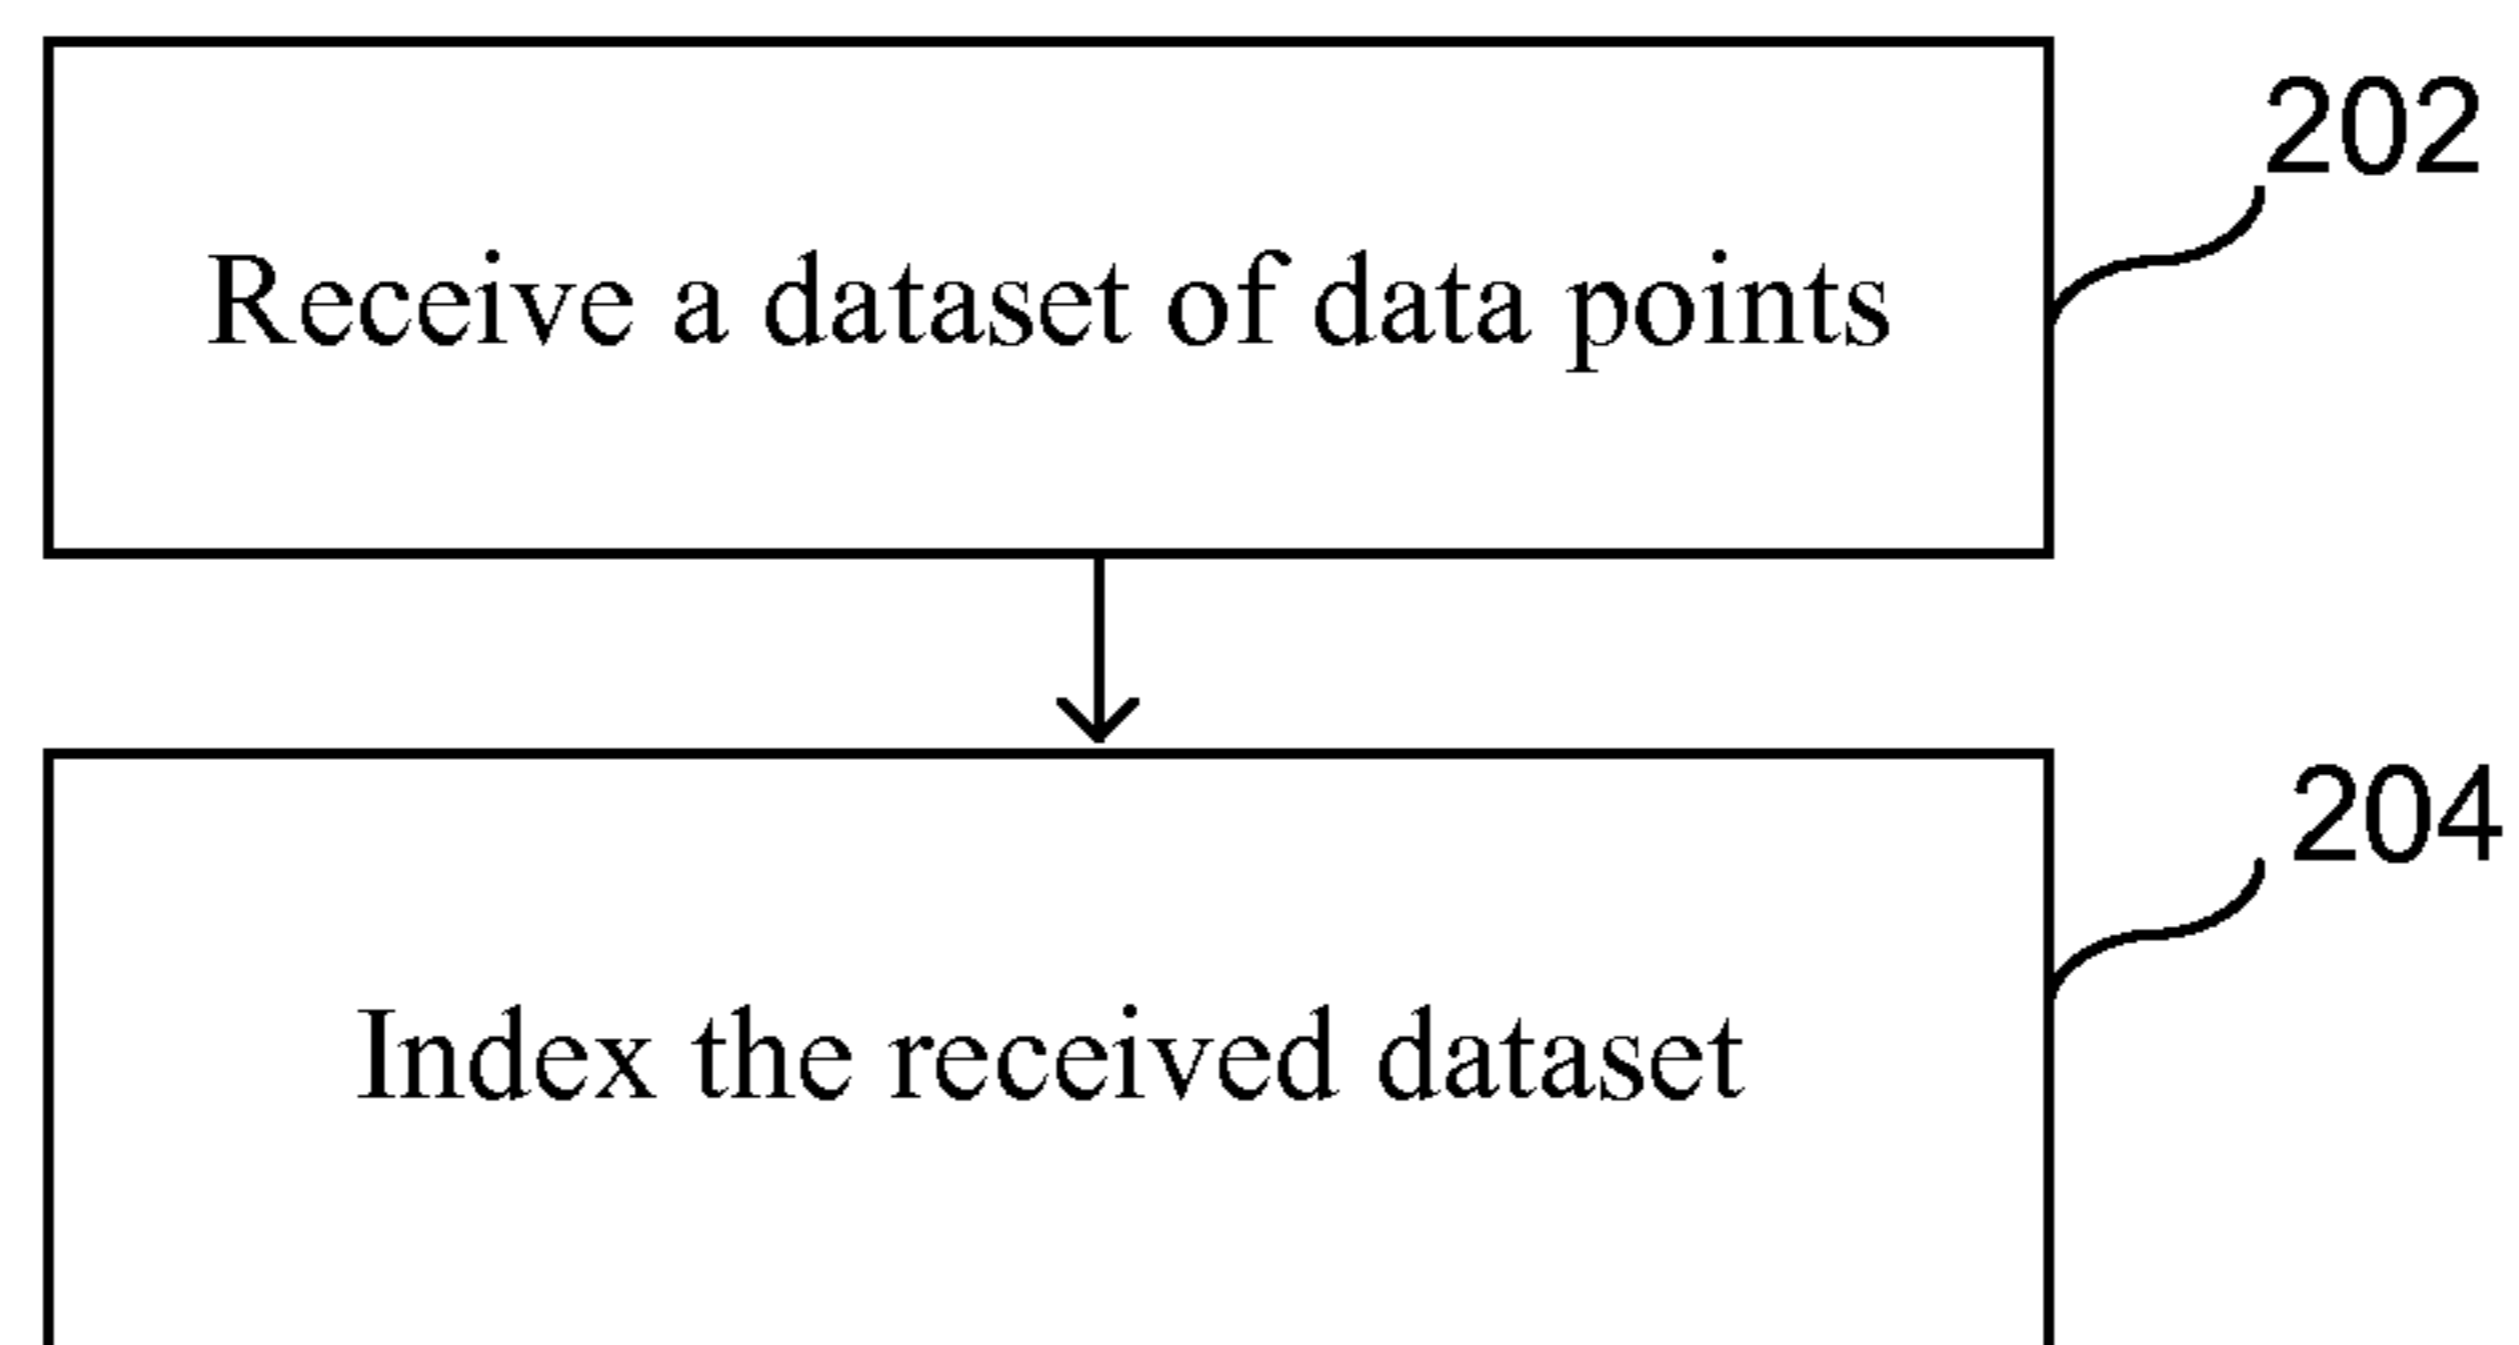 202
Receive a dataset of data points
204
Index the received dataset